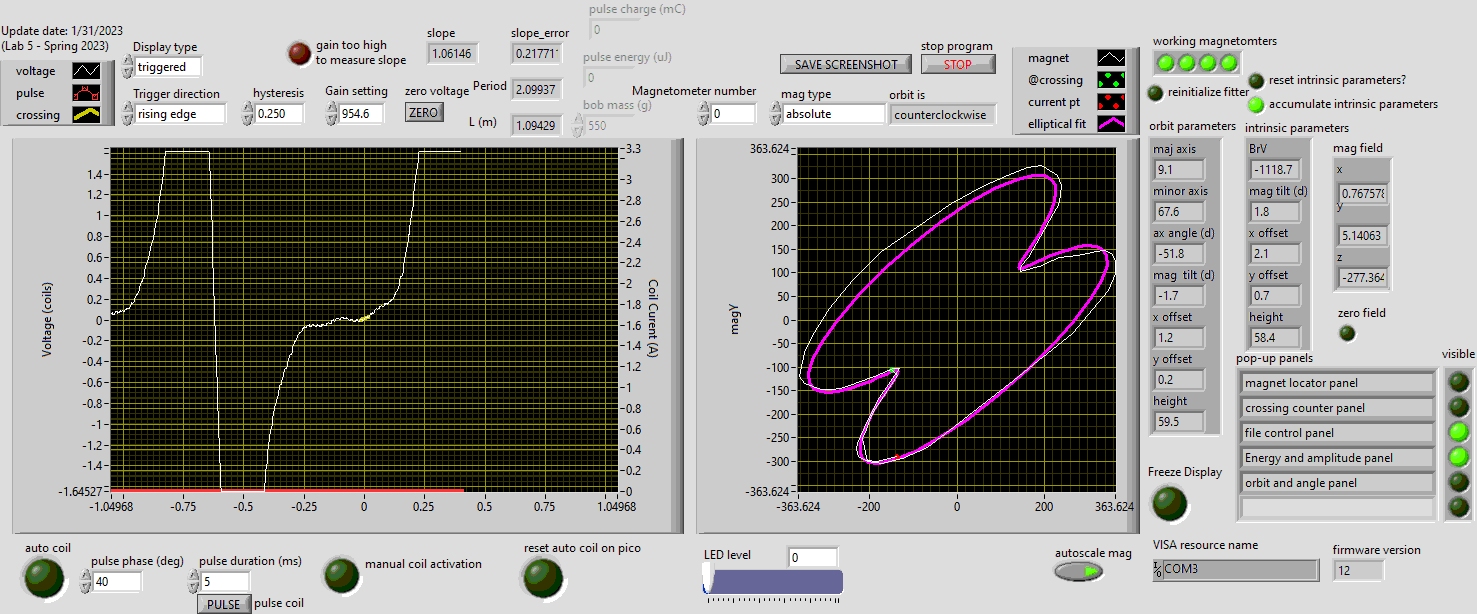 Update date: 1/31/2023
(Lab 5 - Spring 2023)
voltage
pulse
crossing
Display type
triggered
Trigger direction
rising edge
hysteresis
0.250
gain too high
to measure slope
Gain setting
954.6
zero voltage
ZERO
slope
1.06146
slope_error
0.21771
Period
2.09937
L (m)
1.09429
pulse charge (mC)
0
pulse energy (uJ)
0
bob mass (g)
550
Magnetometer number
0
SAVE SCREENSHOT
stop program
STOP
mag type
absolute
orbit is
counterclockwise
magnet
@crossing
current pt
elliptical fit
working magnetomters
reinitialize fitter
reset intrinsic parameters?
accumulate intrinsic parameters
orbit parameters
maj axis
9.1
minor axis
67.6
ax angle (d)
-51.8
mag tilt (d)
-1.7
x offset
1.2
y offset
0.2
height
59.5
intrinsic parameters
BrV
-1118.7
mag tilt (d)
1.8
x offset
2.1
y offset
0.7
height
58.4
mag field
x
0.767578
y
5.14063
z
-277.364
zero field
Voltage (coils)
1.4
1
0.8
0.6
0.4
0.2
0
-0.2
-0.4
-0.6
-0.8
-1
-1.2
-1.4
-1.64527
-1.04968
-0.75
-0.5
-0.25
0
0.25
0.5
0.75
1.04968
3.3
3
2.8
2.6
2.4
2.2
2
1.8
1.6
1.4
1.2
1
0.8
0.6
0.4
0.2
0
Coil Curent (A)
magy
363.624
300
250
200
150
100
50
0
-50
-100
-150
-200
-250
-300
-363.624
-363.624
-200
0
200
363.624
pop-up panels
visible
magnet locator panel
crossing counter panel
file control panel
Energy and amplitude panel
orbit and angle panel
Freeze Display
auto coil
pulse phase (deg)
40
pulse duration (ms)
5
PULSE
pulse coil
manual coil activation
reset auto coil on pico
LED level
0
autoscale mag
VISA resource name
COM3
firmware version
12